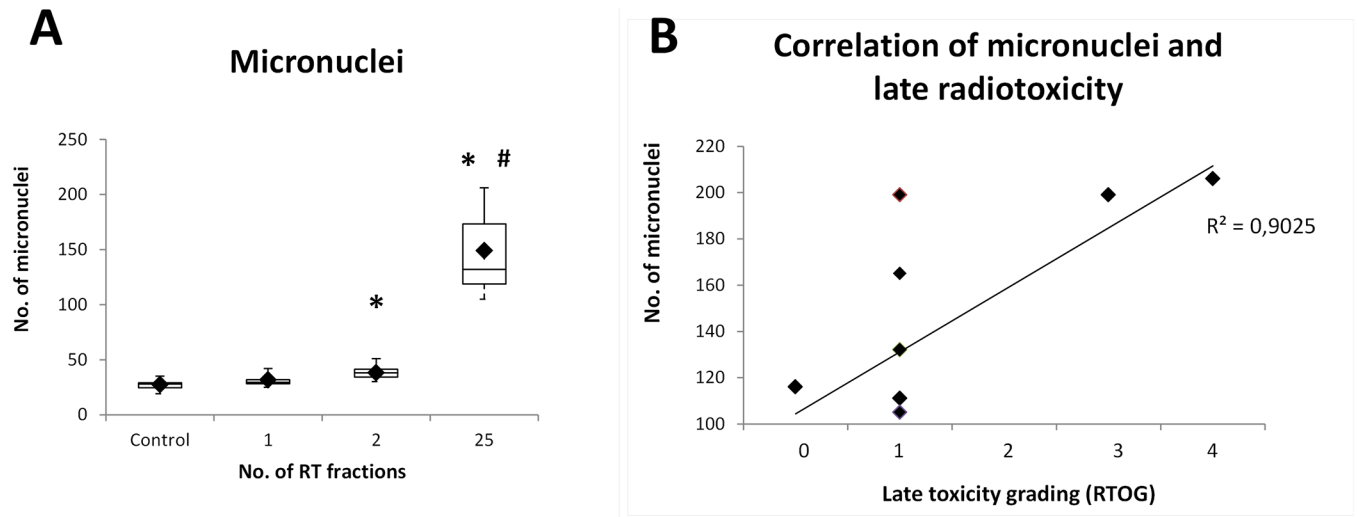 A
Micronuclei
No. of micronuclei
250
200
150
100
50
0
* #
*
Control 1 2 25
No. of RT fractions
B
Correlation of micronuclei and
late radiotoxicity
No. of micronuclei
220
200
180
160
140
120
100
R² = 0,9025
0 1 2 3 4
Late toxicity grading (RTOG)